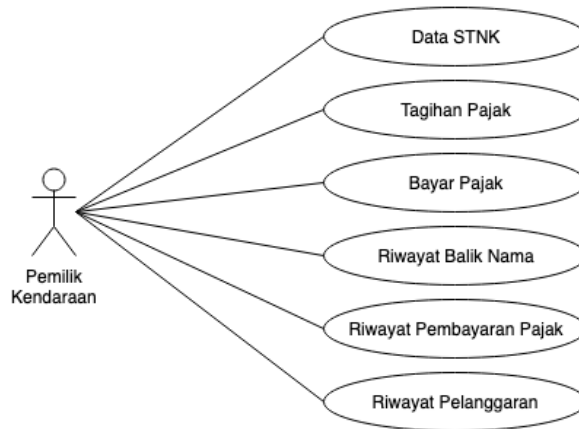 Data STNK
Tagihan Pajak
Bayar Pajak
Pemilik
Kendaraan
Riwayat Balik Nama
Riwayat Pembayaran Pajak
Riwayat Pelanggaran